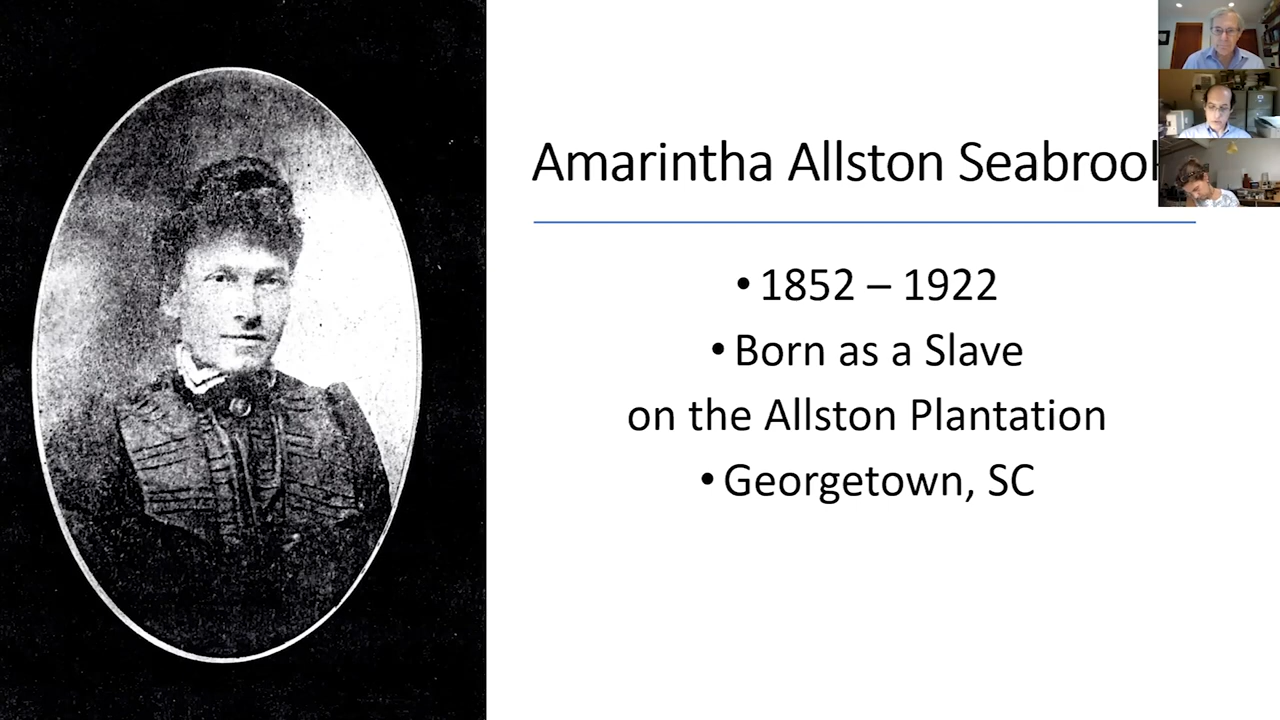 Amarintha Allston Seabrook
• 1852 – 1922
• Born as a Slave
on the Allston Plantation
• Georgetown, SC